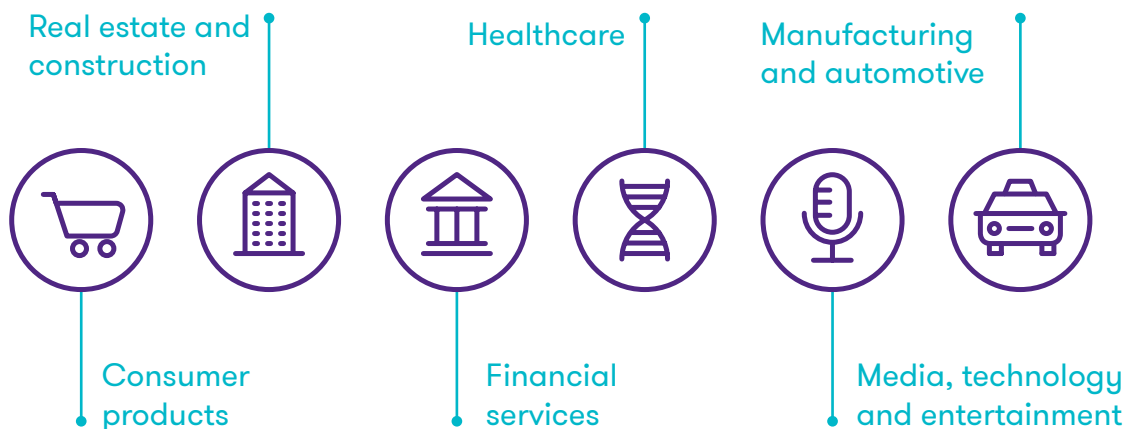 Real estate and
construction
Healthcare
Manufacturing
and automotive
Consumer
products
Financial
services
Media, technology
and entertainment